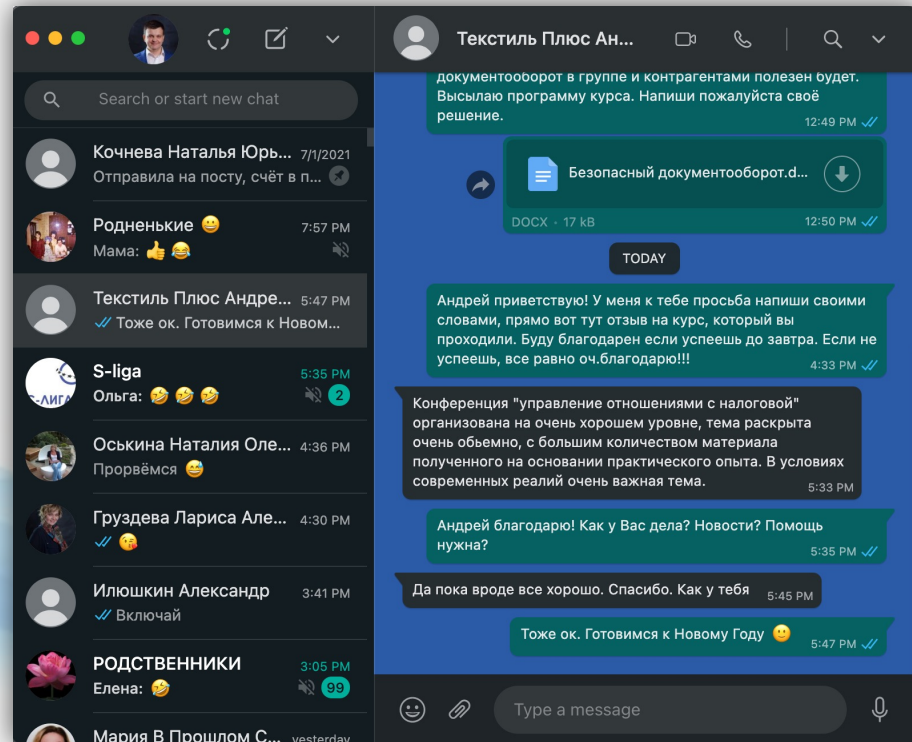 Search or start new chat
Кочнева Наталья Юрь... 7/1/2021
Отправила на посту, счёт в п...
Родненькие 😀 7:57 PM
Мама: 👍 😂
Текстиль Плюс Андре... 5:47 PM
Тоже ок. Готовимся к Новом...
S-liga 5:35 PM
Ольга: 🤣 🤣 🤣 2
С-ЛИГА
Оськина Наталия Оле... 4:36 PM
Прорвёмся 😅
Груздева Лариса Але... 4:30 PM
😘
Илюшкин Александр 3:41 PM
Включай
РОДСТВЕННИКИ 3:05 PM
Елена: 🤣 99
Мария В Прошлом С... yesterday
Текстиль Плюс Ан...
документооборот в группе и контрагентами полезен будет.
Высылаю программу курса. Напиши пожалуйста своё
решение.
12:49 PM
Безопасный документооборот.d...
DOCX • 17 kB 12:50 PM
TODAY
Андрей приветствую! У меня к тебе просьба напиши своими
словами, прямо вот тут отзыв на курс, который вы
проходили. Буду благодарен если успеешь до завтра. Если не
успеешь, все равно оч.благодарю!!!
4:33 PM
Конференция "управление отношениями с налоговой"
организована на очень хорошем уровне, тема раскрыта
очень обьемно, с большим количеством материала
полученного на основании практического опыта. В условиях
современных реалий очень важная тема.
5:33 PM
Андрей благодарю! Как у Вас дела? Новости? Помощь
нужна?
5:35 PM
Да пока вроде все хорошо. Спасибо. Как у тебя 5:45 PM
Тоже ок. Готовимся к Новому Году 🙂 5:47 PM
Type a message